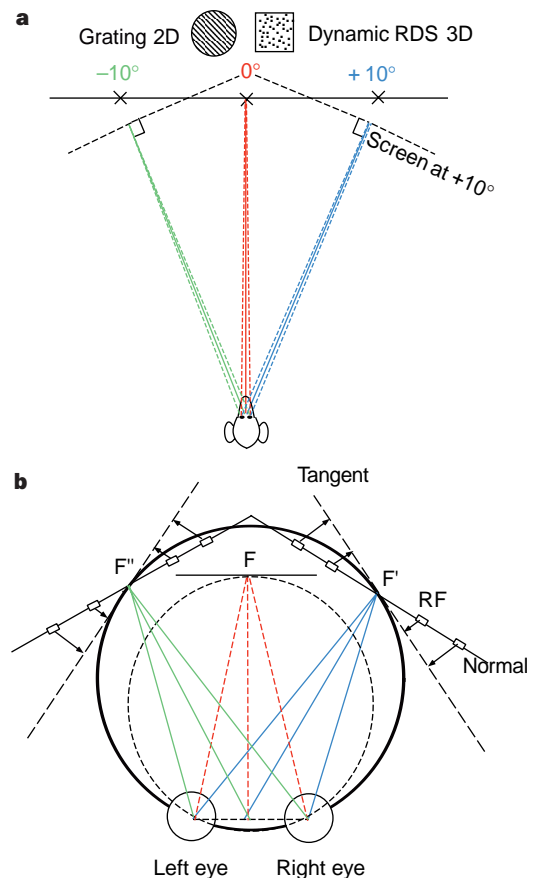 a
Grating 2D Dynamic RDS 3D
–10° 0° +10°
Screen at +10°
b
Tangent
F" F F'
RF
Normal
Left eye Right eye